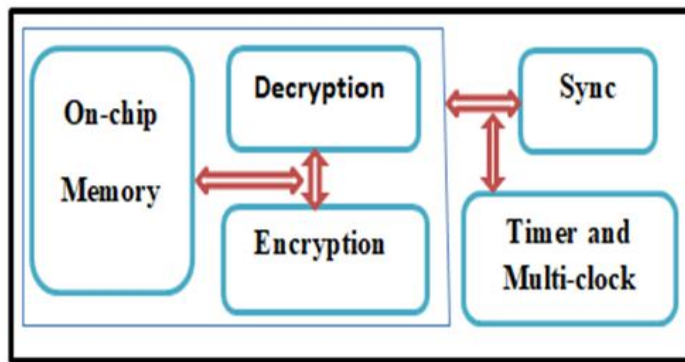 On-chip
Memory
Decryption
Encryption
Sync
Timer and
Multi-clock